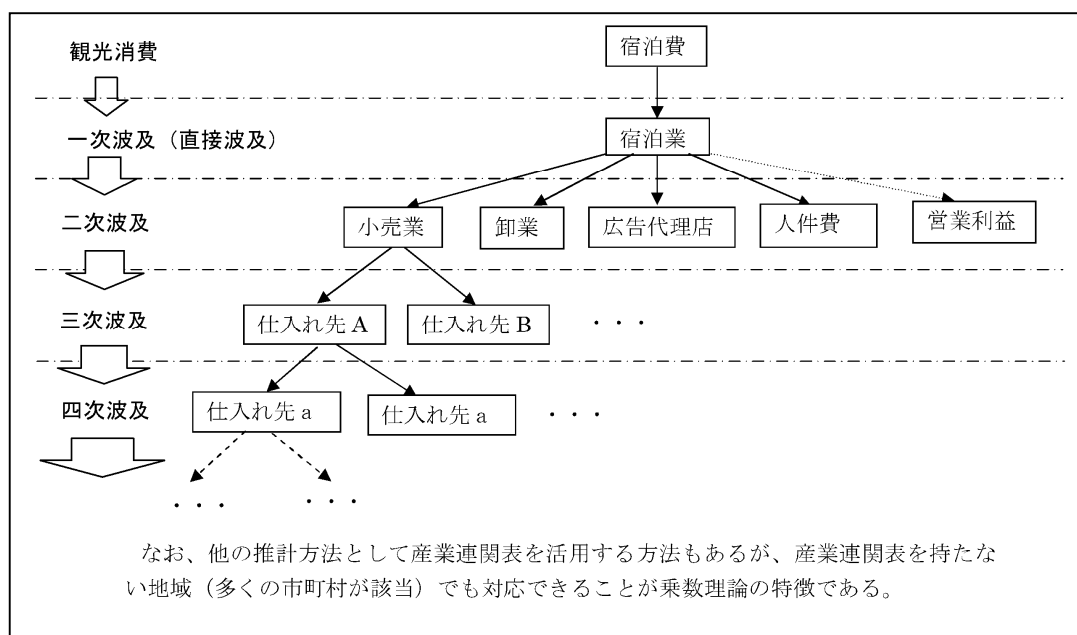 観光消費
宿泊費
一次波及（直接波及）
宿泊業
二次波及
小売業
卸業
広告代理店
人件費
営業利益
三次波及
仕入れ先 A
仕入れ先 B
・・・
四次波及
仕入れ先 a
仕入れ先 a
・・・
・・・
・・・
なお、他の推計方法として産業連関表を活用する方法もあるが、産業連関表を持たな
い地域（多くの市町村が該当）でも対応できることが乗数理論の特徴である。